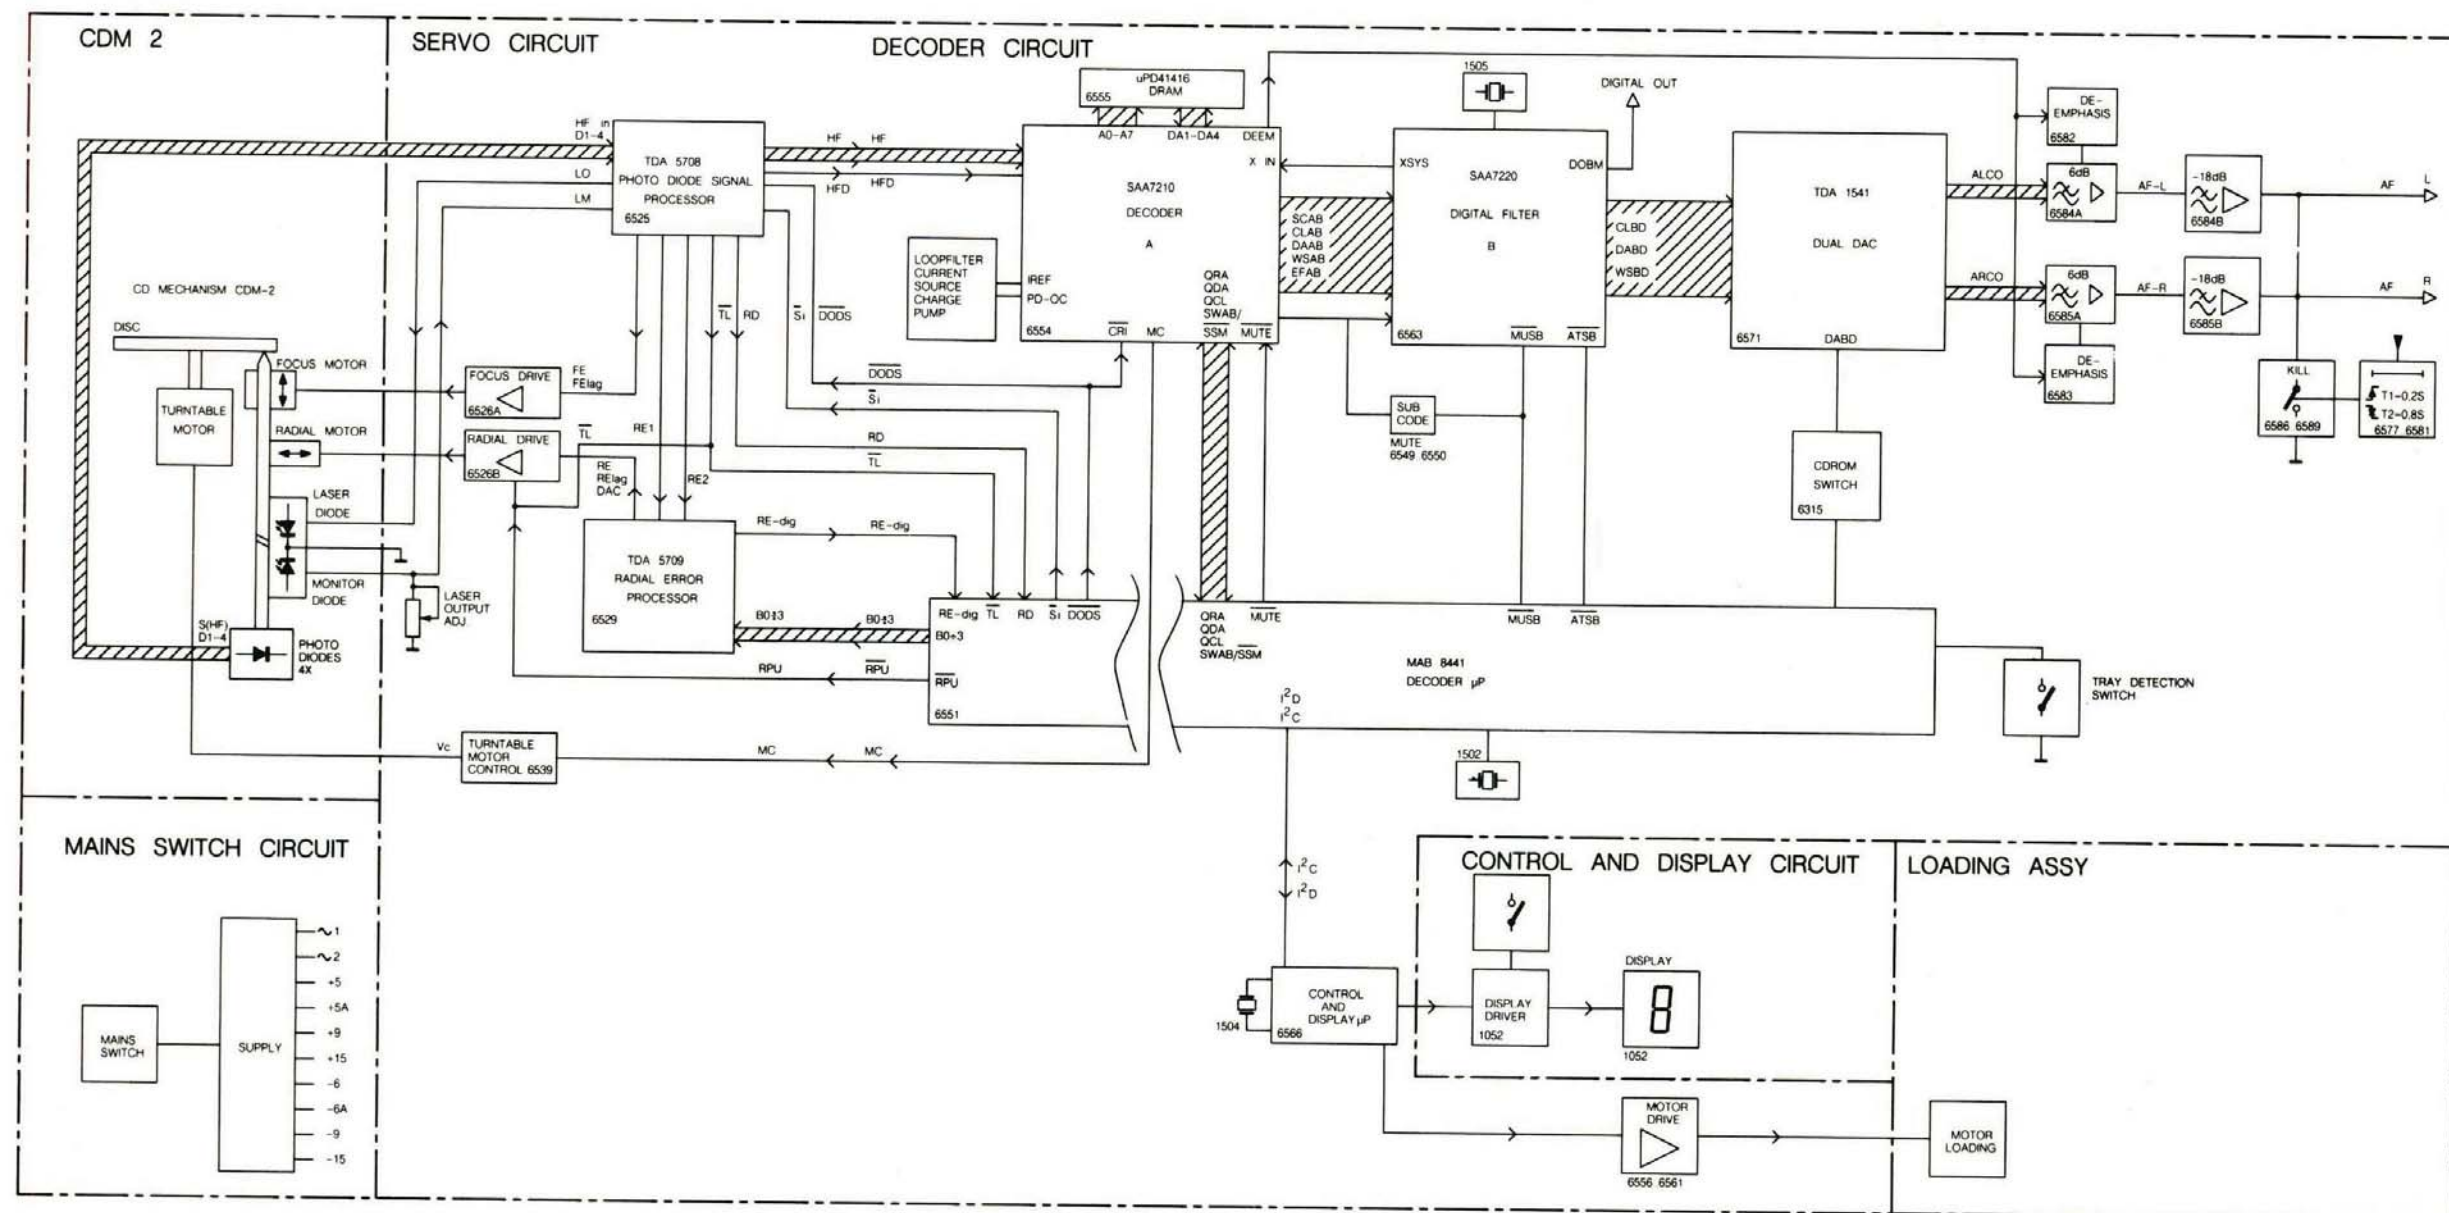 CDM 2
SERVO CIRCUIT
DECODER CIRCUIT
uPD41416
DRAM
6555
1505
DIGITAL OUT
DE-
EMPHASIS
6582
HF in
D1-4
LO
LM
TDA 5708
PHOTO DIODE SIGNAL
PROCESSOR
6525
HF
HF
HFD
HFD
A0-A7
DA1-DA4
DEEM
X IN
SAA7210
DECODER
A
IREF
PD-OC
6554
CRI
MC
QRA
QDA
QCL
SWAB/
SSM
MUTE
LOOPFILTER
CURRENT
SOURCE
CHARGE
PUMP
SCAB
CLAB
DAAB
WSAB
EFAB
XSYS
DOBM
SAA7220
DIGITAL FILTER
B
6563
MUSB
ATSB
CLBD
DABD
WSBD
TDA 1541
DUAL DAC
6571
DABD
ALCO
ARCO
6dB
6584A
AF-L
-18dB
6584B
AF
L
6dB
6585A
AF-R
-18dB
6585B
AF
R
DE-
EMPHASIS
6583
KILL
6586 6589
T1-0,2S
T2-0,8S
6577 6581
CD MECHANISM CDM-2
DISC
FOCUS MOTOR
TURNTABLE
MOTOR
RADIAL MOTOR
LASER
DIODE
MONITOR
DIODE
S(HF)
D1-4
PHOTO
DIODES
4X
LASER
OUTPUT
ADJ
FOCUS DRIVE
6526A
FE
FElag
RADIAL DRIVE
6526B
TL
RE1
RE
RElag
DAC
RE2
TL
RD
Si
DODS
DODS
Si
RD
TL
TDA 5709
RADIAL ERROR
PROCESSOR
6529
RE-dig
RE-dig
B0÷3
B0÷3
RPU
RPU
RE-dig
TL
RD
Si
DODS
B0÷3
RPU
6551
SUB
CODE
MUTE
6549 6550
CDROM
SWITCH
6315
QRA
QDA
QCL
SWAB/SSM
MUTE
MUSB
ATSB
MAB 8441
DECODER µP
I²D
I²C
TRAY DETECTION
SWITCH
Vc
TURNTABLE
MOTOR
CONTROL 6539
MC
MC
1502
MAINS SWITCH CIRCUIT
MAINS
SWITCH
SUPPLY
~1
~2
+5
+5A
+9
+15
-6
-6A
-9
-15
I²C
I²D
1504
CONTROL
AND
DISPLAY µP
6566
CONTROL AND DISPLAY CIRCUIT
DISPLAY
DRIVER
1052
DISPLAY
8
1052
LOADING ASSY
MOTOR
DRIVE
6556 6561
MOTOR
LOADING